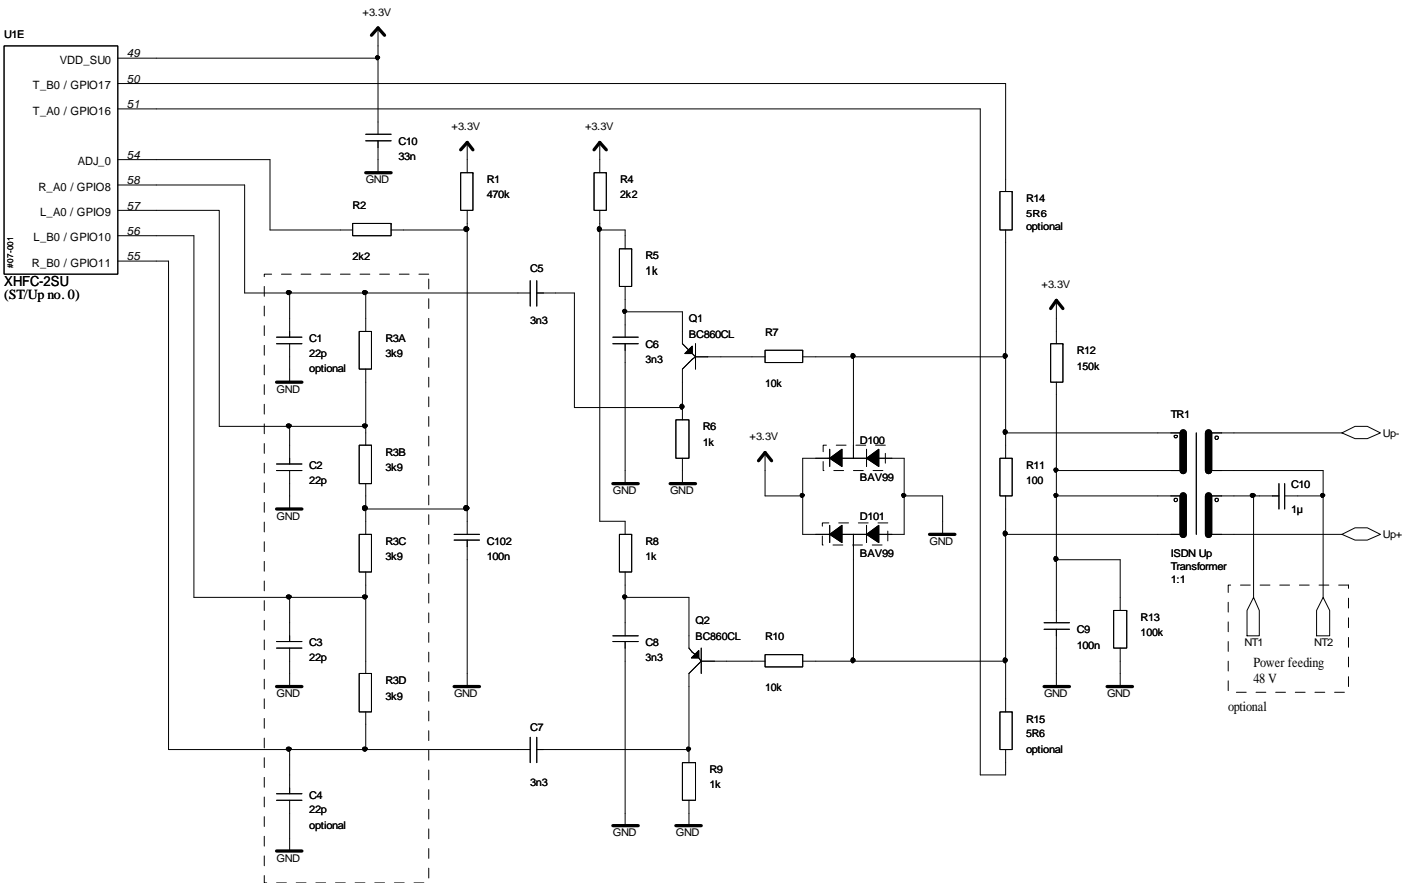 +3.3V
U1E
VDD_SU0 49
T_B0 / GPIO17 50
T_A0 / GPIO16 51
ADJ_0 54
R_A0 / GPIO8 58
L_A0 / GPIO9 57
L_B0 / GPIO10 56
R_B0 / GPIO11 55
#07-001
XHFC-2SU
(ST/Up no. 0)
C10
33n
GND
+3.3V
R1
470k
R2
2k2
+3.3V
R4
2k2
R5
1k
C5
3n3
C1
22p
optional
GND
R3A
3k9
C2
22p
GND
R3B
3k9
R3C
3k9
C102
100n
GND
C3
22p
GND
R3D
3k9
C4
22p
optional
GND
C6
3n3
GND
Q1
BC860CL
R6
1k
GND
R7
10k
+3.3V
D100
BAV99
D101
BAV99
GND
R8
1k
C8
3n3
GND
Q2
BC860CL
R10
10k
C7
3n3
R9
1k
GND
R14
5R6
optional
R11
100
R15
5R6
optional
+3.3V
R12
150k
C9
100n
GND
R13
100k
GND
TR1
ISDN Up
Transformer
1:1
C10
1µ
Up-
Up+
NT1
NT2
Power feeding
48 V
optional